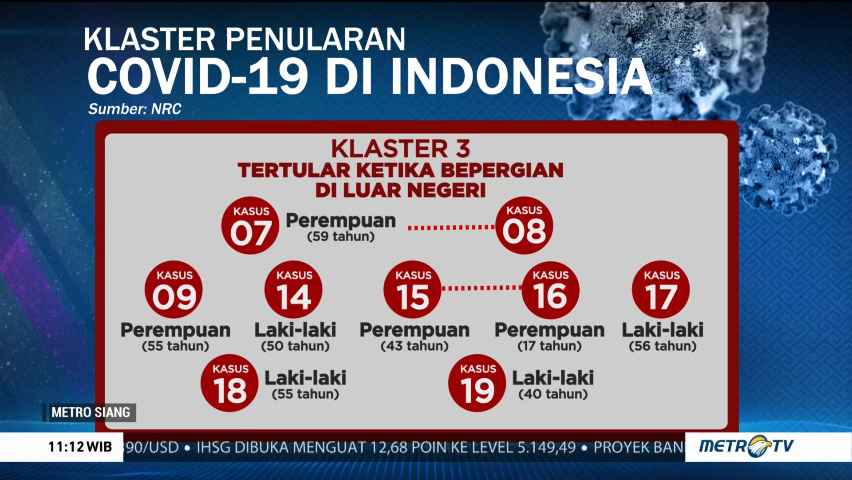 KLASTER PENULARAN
COVID-19 DI INDONESIA
Sumber: NRC
KLASTER 3
TERTULAR KETIKA BEPERGIAN
DI LUAR NEGERI
KASUS
07
Perempuan
(59 tahun)
KASUS
08
KASUS
09
Perempuan
(55 tahun)
KASUS
14
Laki-laki
(50 tahun)
KASUS
15
Perempuan
(43 tahun)
KASUS
16
Perempuan
(17 tahun)
KASUS
17
Laki-laki
(56 tahun)
KASUS
18
Laki-laki
(55 tahun)
KASUS
19
Laki-laki
(40 tahun)
METRO SIANG
11:12 WIB
390/USD • IHSG DIBUKA MENGUAT 12,68 POIN KE LEVEL 5.149,49 • PROYEK BAN
METRO TV